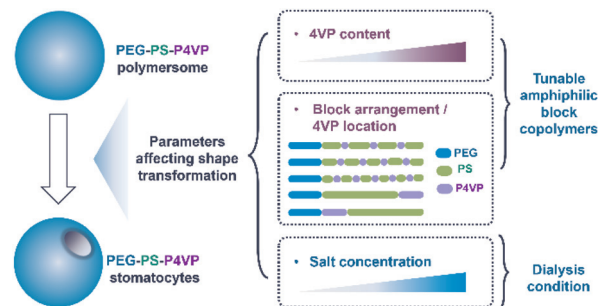 PEG-PS-P4VP
polymersome
Parameters
affecting shape
transformation
PEG-PS-P4VP
stomatocytes
• 4VP content
• Block arrangement /
4VP location
PEG
PS
P4VP
• Salt concentration
Tunable
amphiphilic
block
copolymers
Dialysis
condition